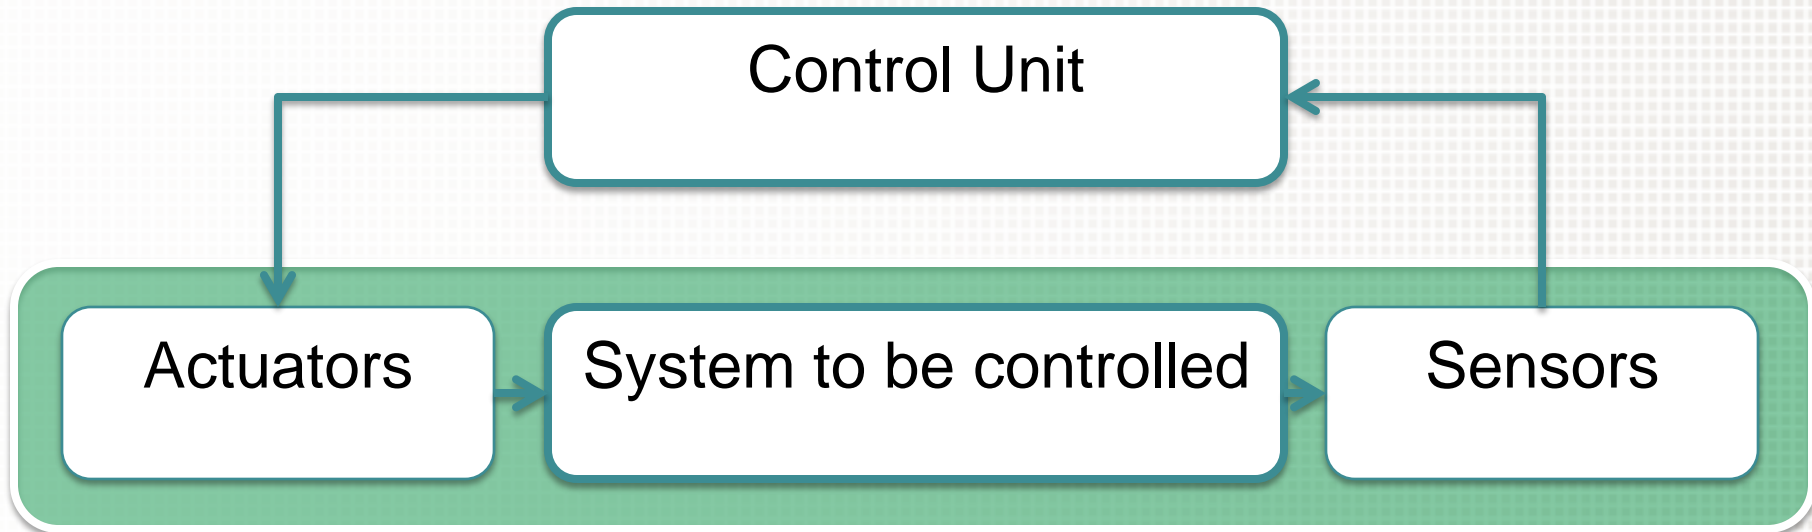 Control Unit
Actuators
System to be controlled
Sensors